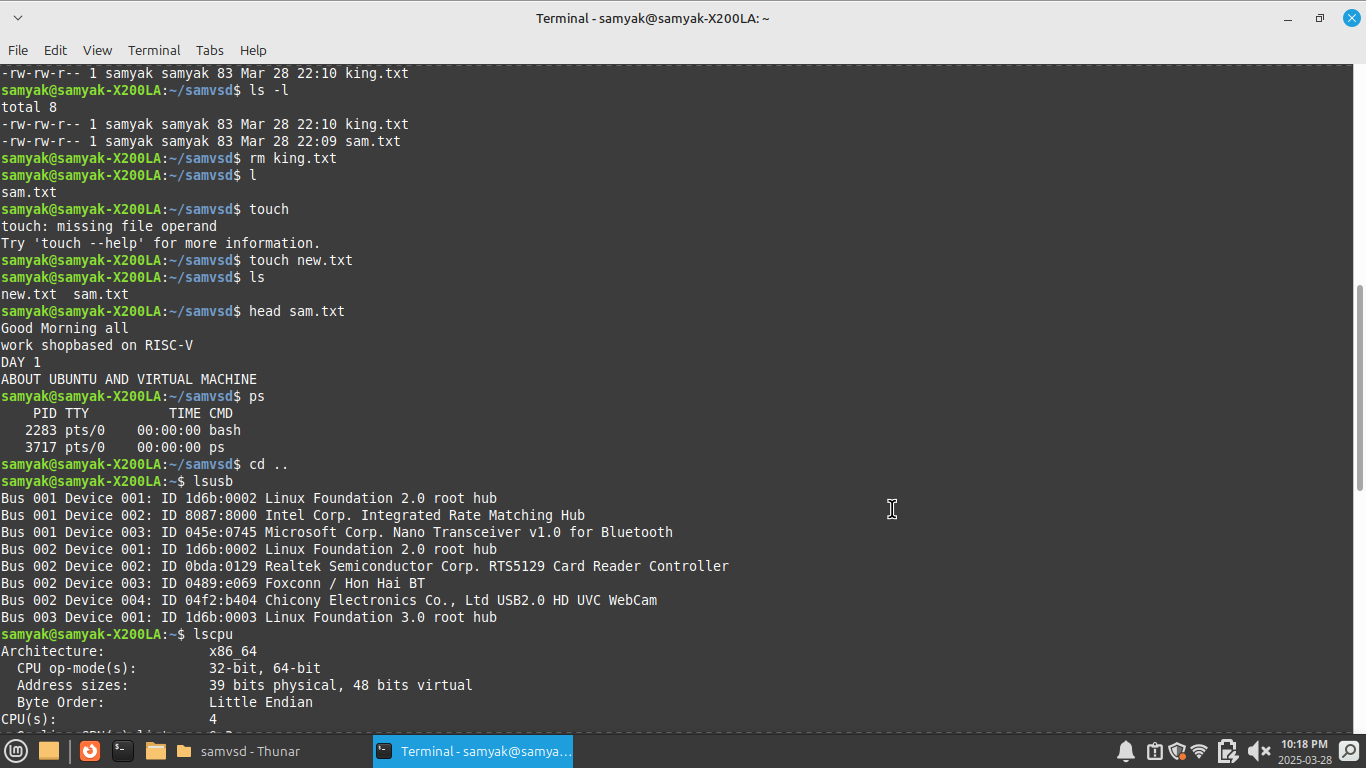 Terminal - samyak@samyak-X200LA: ~
File Edit View Terminal Tabs Help
-rw-rw-r-- 1 samyak samyak 83 Mar 28 22:10 king.txt
samyak@samyak-X200LA:~/samvsd$ ls -l
total 8
-rw-rw-r-- 1 samyak samyak 83 Mar 28 22:10 king.txt
-rw-rw-r-- 1 samyak samyak 83 Mar 28 22:09 sam.txt
samyak@samyak-X200LA:~/samvsd$ rm king.txt
samyak@samyak-X200LA:~/samvsd$ l
sam.txt
samyak@samyak-X200LA:~/samvsd$ touch
touch: missing file operand
Try 'touch --help' for more information.
samyak@samyak-X200LA:~/samvsd$ touch new.txt
samyak@samyak-X200LA:~/samvsd$ ls
new.txt  sam.txt
samyak@samyak-X200LA:~/samvsd$ head sam.txt
Good Morning all
work shopbased on RISC-V
DAY 1
ABOUT UBUNTU AND VIRTUAL MACHINE
samyak@samyak-X200LA:~/samvsd$ ps
    PID TTY          TIME CMD
   2283 pts/0    00:00:00 bash
   3717 pts/0    00:00:00 ps
samyak@samyak-X200LA:~/samvsd$ cd ..
samyak@samyak-X200LA:~$ lsusb
Bus 001 Device 001: ID 1d6b:0002 Linux Foundation 2.0 root hub
Bus 001 Device 002: ID 8087:8000 Intel Corp. Integrated Rate Matching Hub
Bus 001 Device 003: ID 045e:0745 Microsoft Corp. Nano Transceiver v1.0 for Bluetooth
Bus 002 Device 001: ID 1d6b:0002 Linux Foundation 2.0 root hub
Bus 002 Device 002: ID 0bda:0129 Realtek Semiconductor Corp. RTS5129 Card Reader Controller
Bus 002 Device 003: ID 0489:e069 Foxconn / Hon Hai BT
Bus 002 Device 004: ID 04f2:b404 Chicony Electronics Co., Ltd USB2.0 HD UVC WebCam
Bus 003 Device 001: ID 1d6b:0003 Linux Foundation 3.0 root hub
samyak@samyak-X200LA:~$ lscpu
Architecture:             x86_64
  CPU op-mode(s):         32-bit, 64-bit
  Address sizes:          39 bits physical, 48 bits virtual
  Byte Order:             Little Endian
CPU(s):                   4
samvsd - Thunar
Terminal - samyak@samya...
10:18 PM
2025-03-28